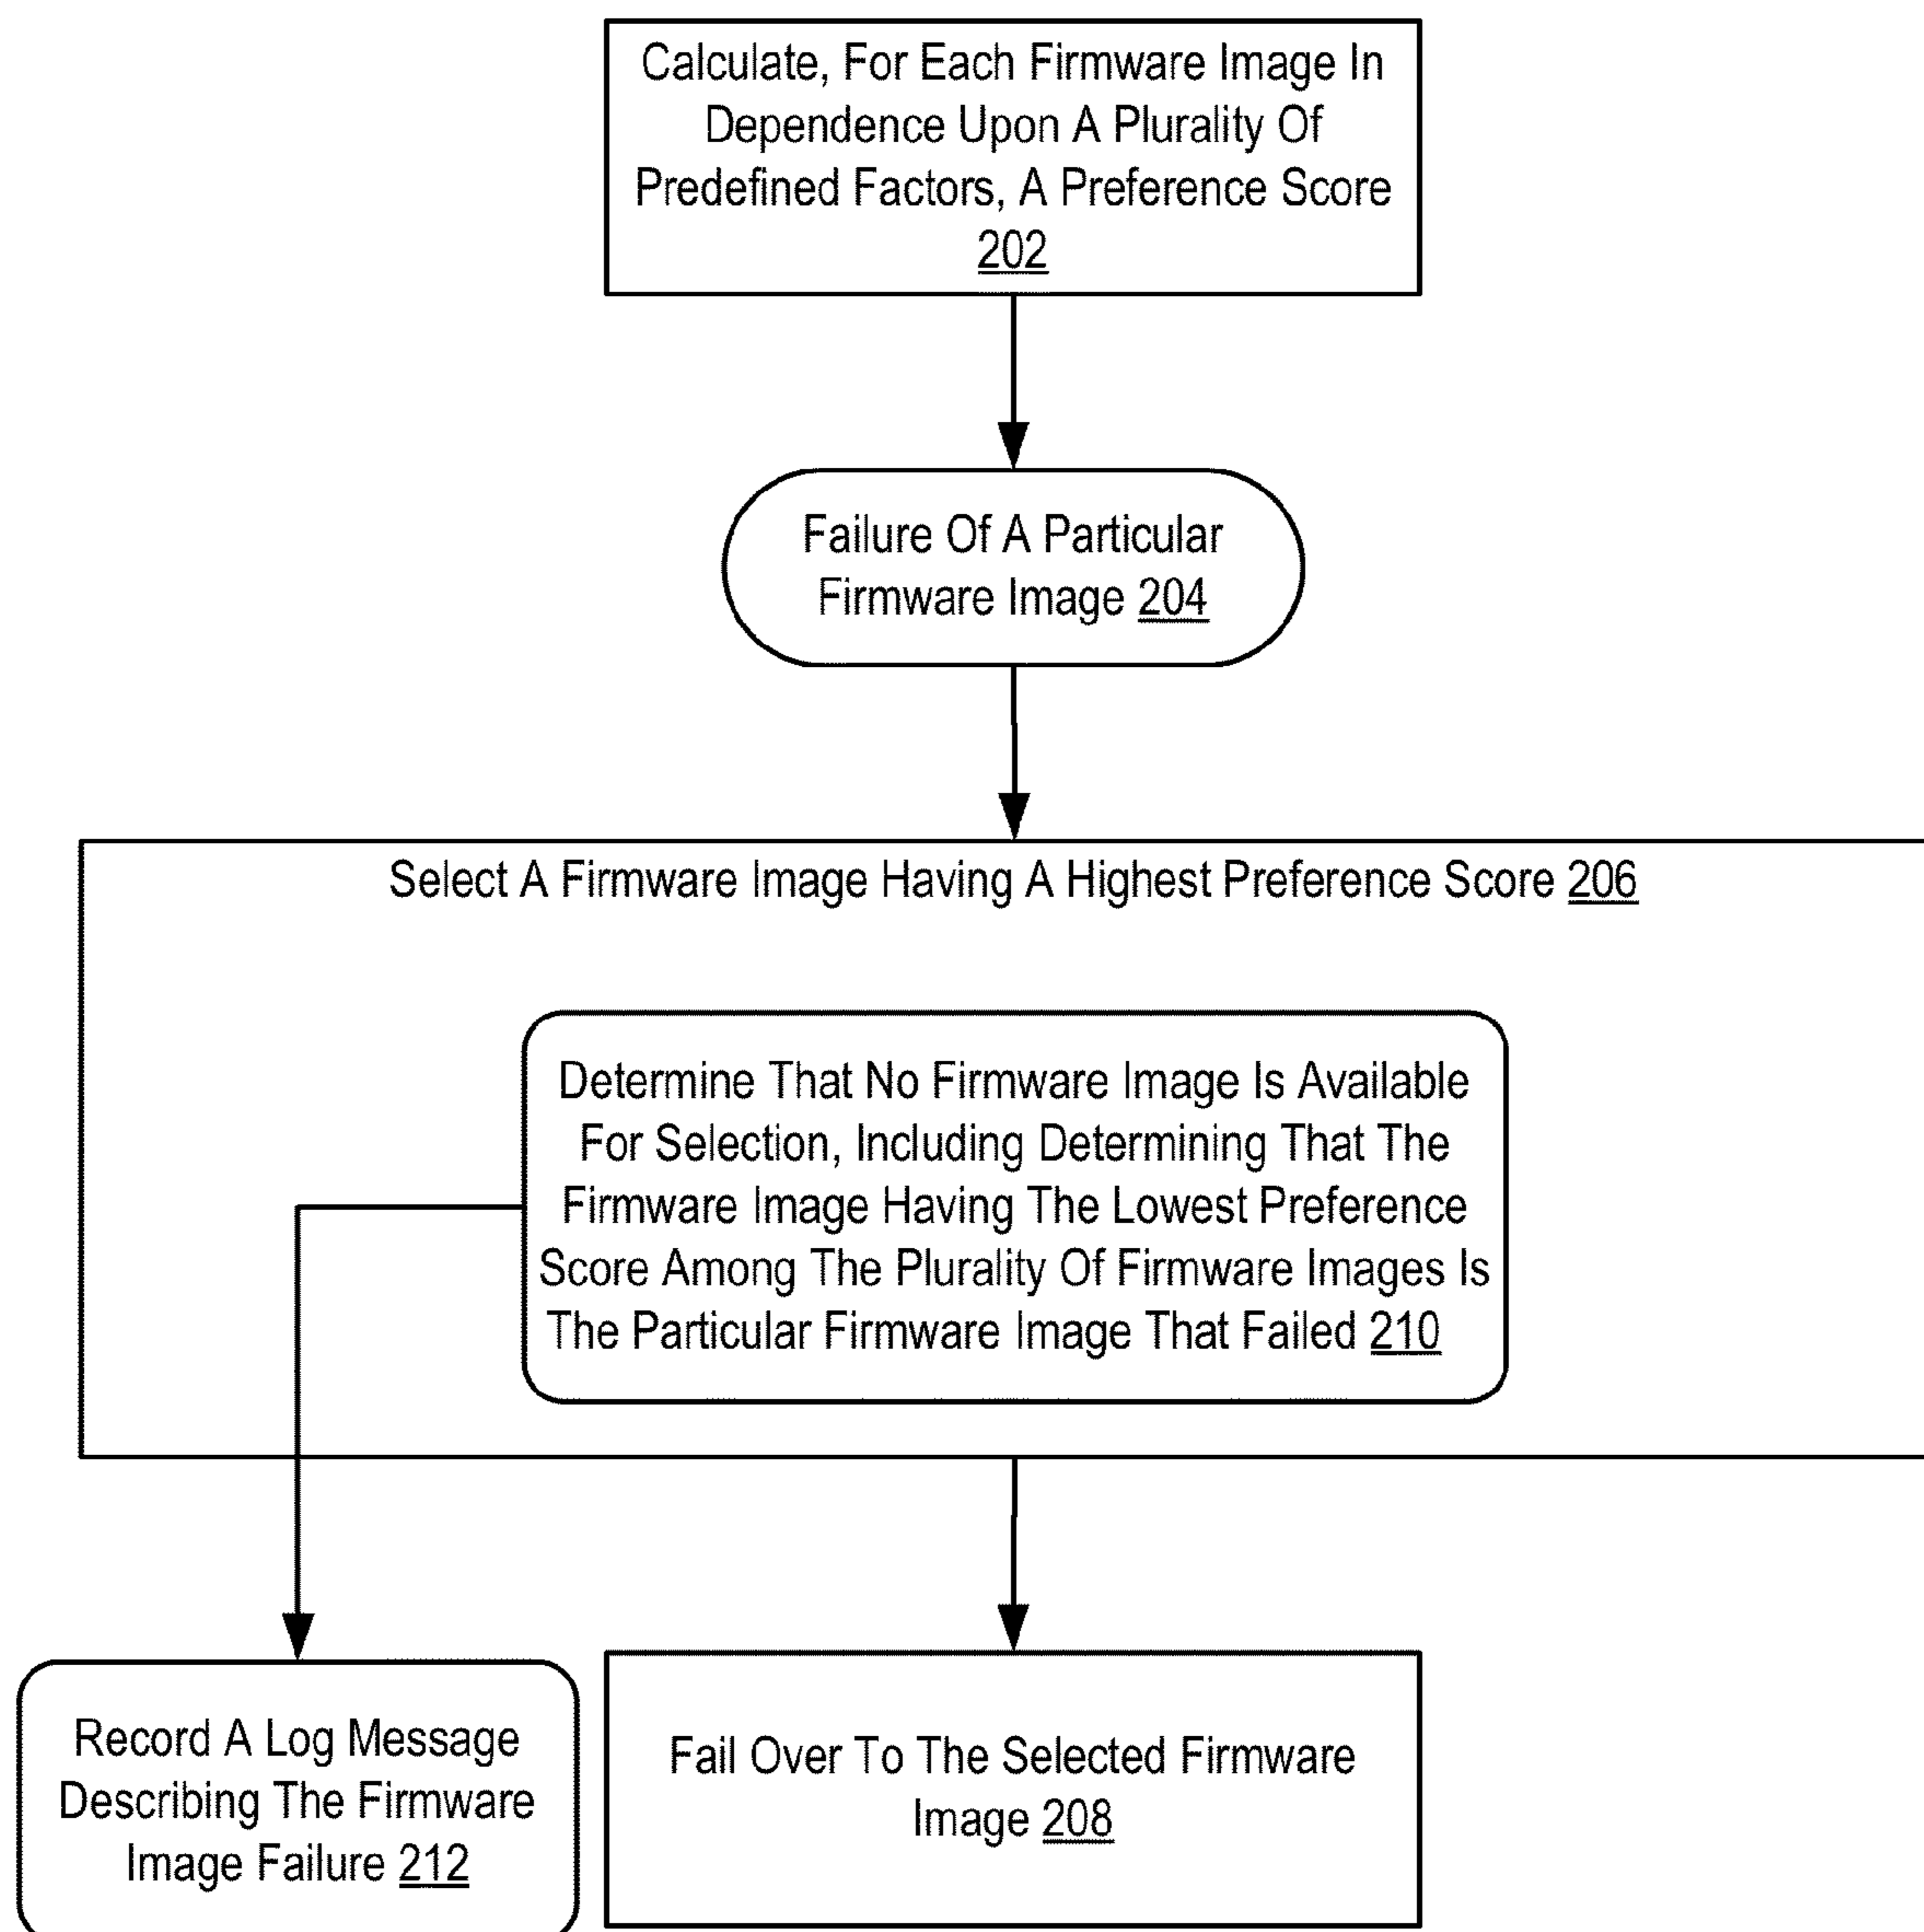 Calculate, For Each Firmware Image In
Dependence Upon A Plurality Of
Predefined Factors, A Preference Score
202
Failure Of A Particular
Firmware Image 204
Select A Firmware Image Having A Highest Preference Score 206
Determine That No Firmware Image Is Available
For Selection, Including Determining That The
Firmware Image Having The Lowest Preference
Score Among The Plurality Of Firmware Images Is
The Particular Firmware Image That Failed 210
Record A Log Message
Describing The Firmware
Image Failure 212
Fail Over To The Selected Firmware
Image 208